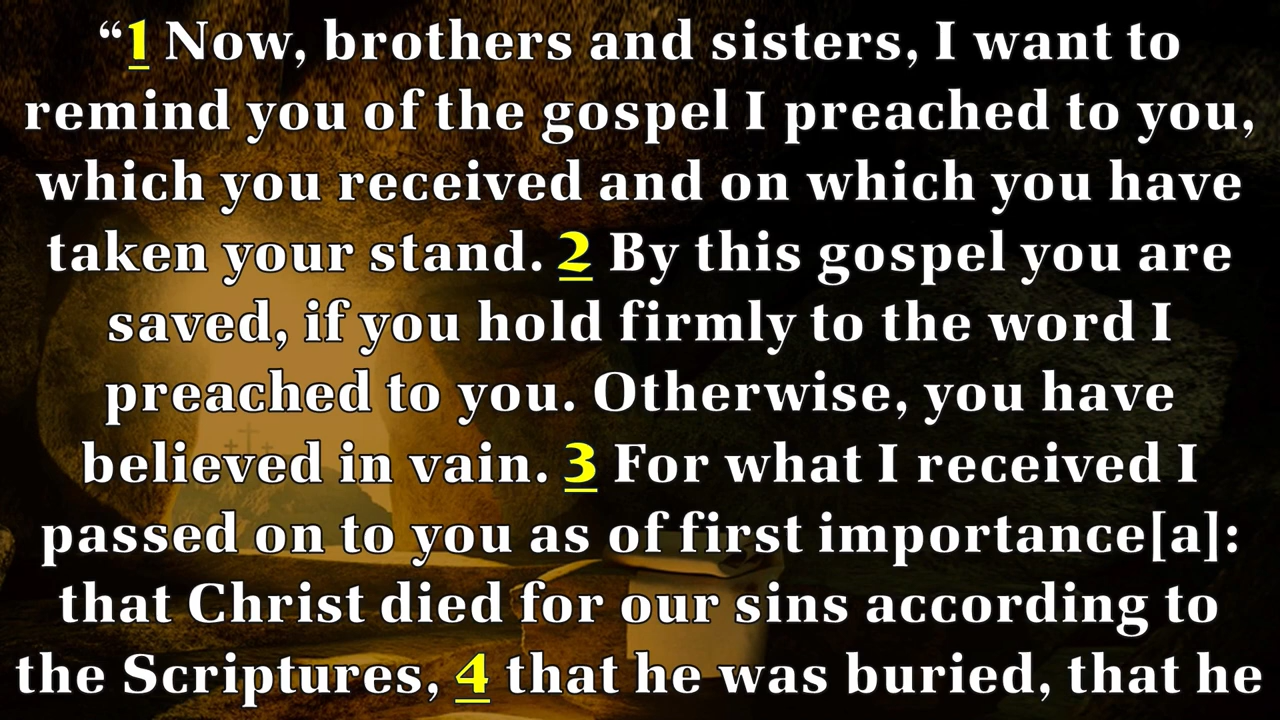 “1 Now, brothers and sisters, I want to
remind you of the gospel I preached to you,
which you received and on which you have
taken your stand. 2 By this gospel you are
saved, if you hold firmly to the word I
preached to you. Otherwise, you have
believed in vain. 3 For what I received I
passed on to you as of first importance[a]:
that Christ died for our sins according to
the Scriptures, 4 that he was buried, that he